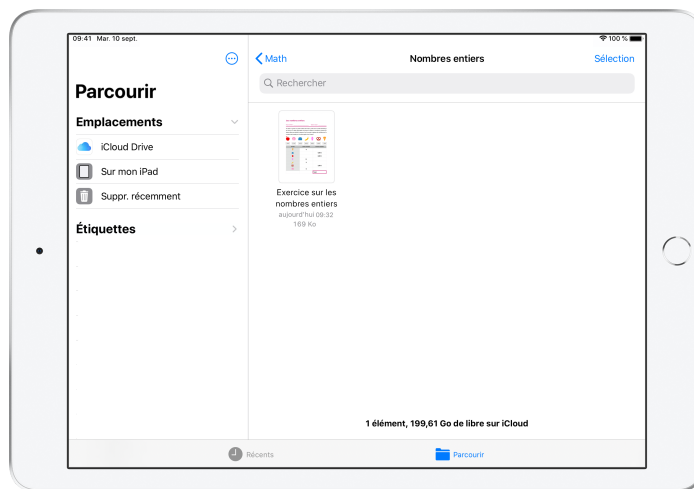 09:41 Mar. 10 sept.
100 %
Parcourir
Emplacements
iCloud Drive
Sur mon iPad
Suppr. récemment
Étiquettes
Math
Nombres entiers
Sélection
Rechercher
Exercice sur les
nombres entiers
aujourd'hui 09:32
169 Ko
1 élément, 199,61 Go de libre sur iCloud
Récents
Parcourir